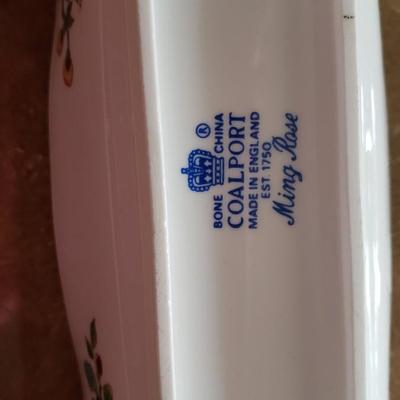 BONE CHINA ®
COALPORT
MADE IN ENGLAND
EST. 1750
Ming Rose